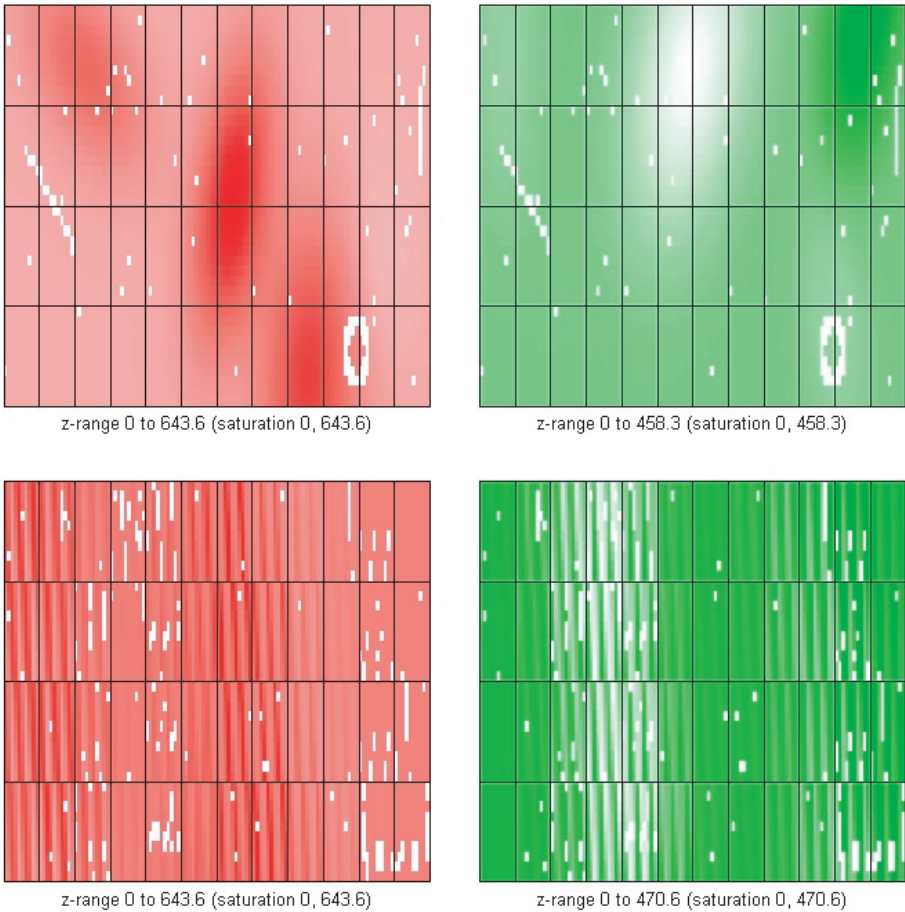 z-range 0 to 643.6 (saturation 0, 643.6)
z-range 0 to 458.3 (saturation 0, 458.3)
z-range 0 to 643.6 (saturation 0, 643.6)
z-range 0 to 470.6 (saturation 0, 470.6)